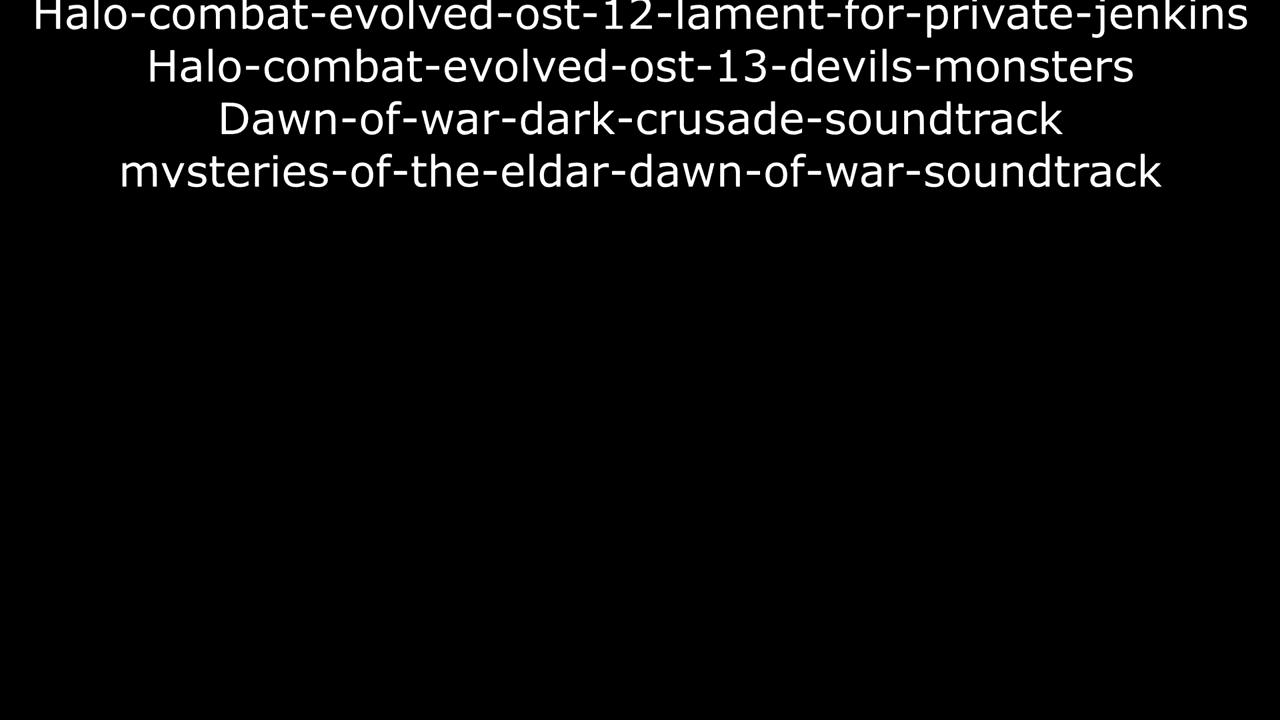 Halo-combat-evolved-ost-12-lament-for-private-jenkins
Halo-combat-evolved-ost-13-devils-monsters
Dawn-of-war-dark-crusade-soundtrack
mysteries-of-the-eldar-dawn-of-war-soundtrack